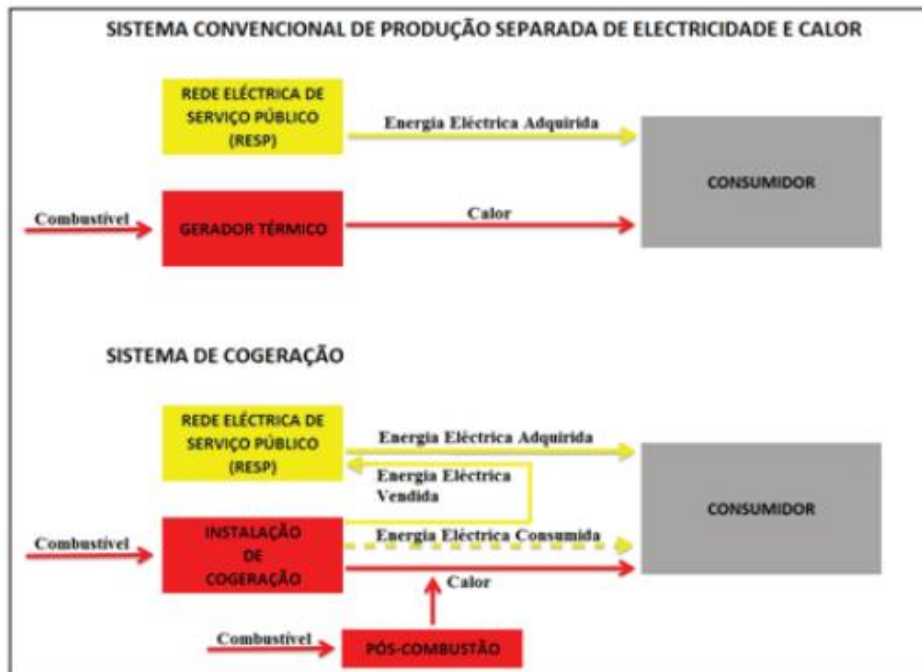 SISTEMA CONVENCIONAL DE PRODUÇÃO SEPARADA DE ELECTRICIDADE E CALOR
REDE ELÉCTRICA DE
SERVIÇO PÚBLICO
(RESP)
Energia Eléctrica Adquirida
CONSUMIDOR
Combustível
GERADOR TÉRMICO
Calor
SISTEMA DE COGERAÇÃO
REDE ELÉCTRICA DE
SERVIÇO PÚBLICO
(RESP)
Energia Eléctrica Adquirida
Energia Eléctrica
Vendida
CONSUMIDOR
Combustível
INSTALAÇÃO
DE
COGERAÇÃO
Energia Eléctrica Consumida
Calor
Combustível
PÓS-COMBUSTÃO